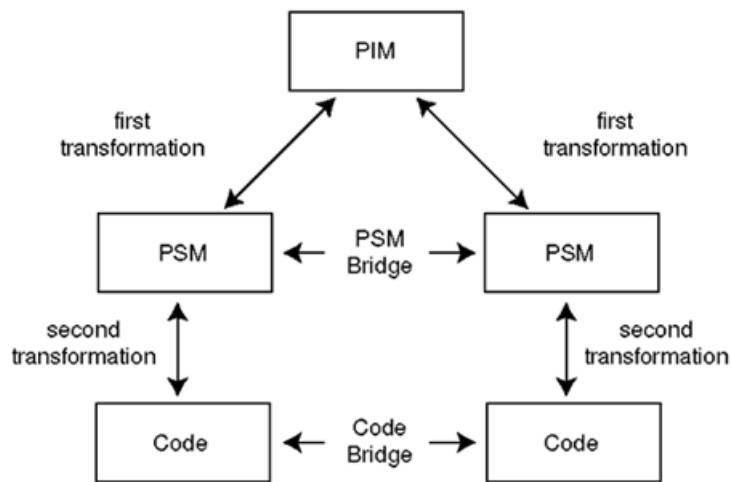 PIM
first
transformation
first
transformation
PSM
PSM
Bridge
PSM
second
transformation
second
transformation
Code
Code
Bridge
Code